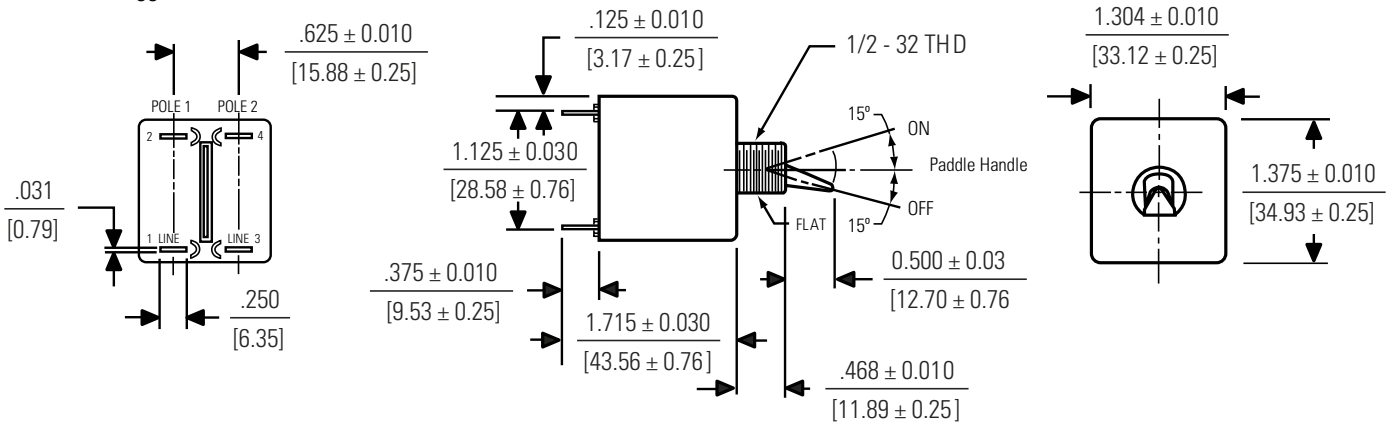 .625 ± 0.010
[15.88 ± 0.25]
POLE 1
POLE 2
2
4
.031
[0.79]
1 LINE
LINE 3
.250
[6.35]
.125 ± 0.010
[3.17 ± 0.25]
1/2 - 32 THD
1.125 ± 0.030
[28.58 ± 0.76]
15º
ON
Paddle Handle
OFF
FLAT
15º
.375 ± 0.010
[9.53 ± 0.25]
0.500 ± 0.03
[12.70 ± 0.76
1.715 ± 0.030
[43.56 ± 0.76]
.468 ± 0.010
[11.89 ± 0.25]
1.304 ± 0.010
[33.12 ± 0.25]
1.375 ± 0.010
[34.93 ± 0.25]